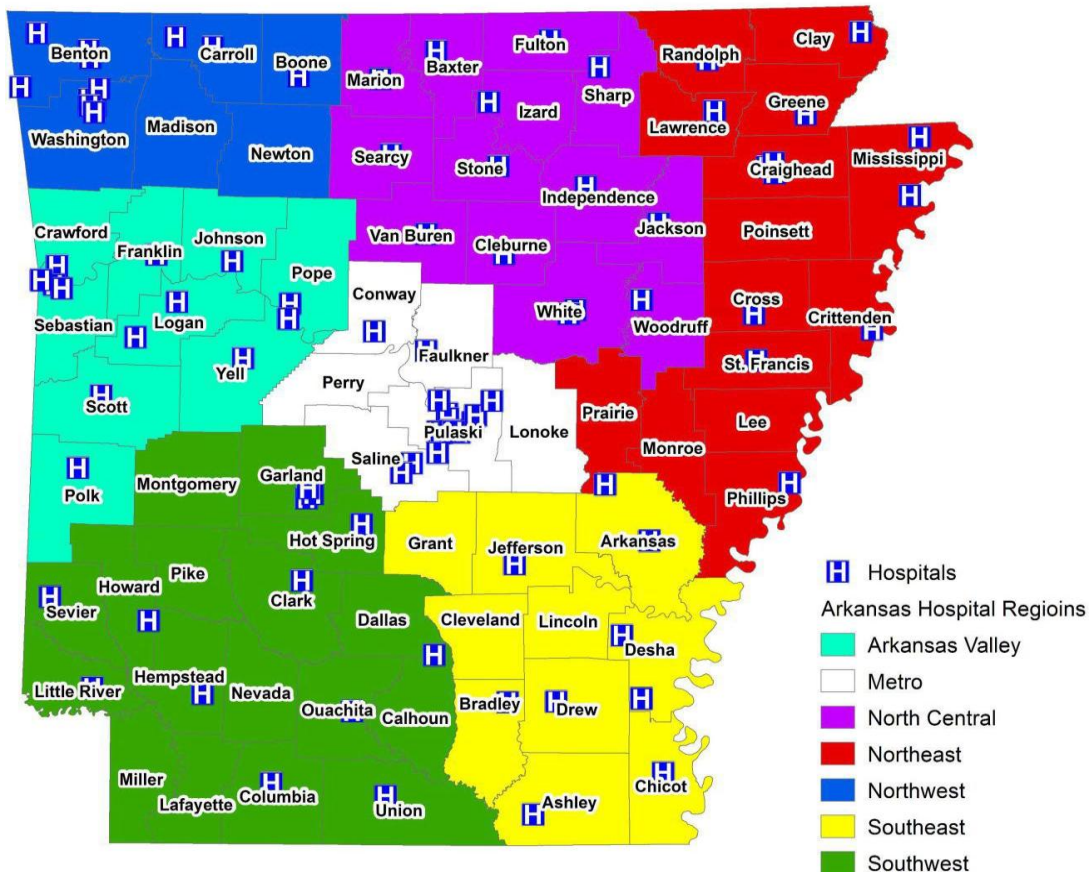 Benton
Carroll
Boone
Marion
Baxter
Fulton
Sharp
Randolph
Clay
Washington
Madison
Newton
Searcy
Stone
Izard
Independence
Lawrence
Greene
Craighead
Mississippi
Crawford
Franklin
Johnson
Pope
Van Buren
Cleburne
Jackson
Poinsett
Sebastian
Logan
Conway
Faulkner
White
Woodruff
Cross
Crittenden
Yell
Scott
Perry
St. Francis
Pulaski
Lonoke
Prairie
Monroe
Lee
Saline
Phillips
Polk
Montgomery
Garland
Hot Spring
Grant
Jefferson
Arkansas
Sevier
Howard
Pike
Clark
Dallas
Cleveland
Lincoln
Desha
Little River
Hempstead
Nevada
Ouachita
Calhoun
Bradley
Drew
Miller
Lafayette
Columbia
Union
Ashley
Chicot
H Hospitals
Arkansas Hospital Regioins
Arkansas Valley
Metro
North Central
Northeast
Northwest
Southeast
Southwest